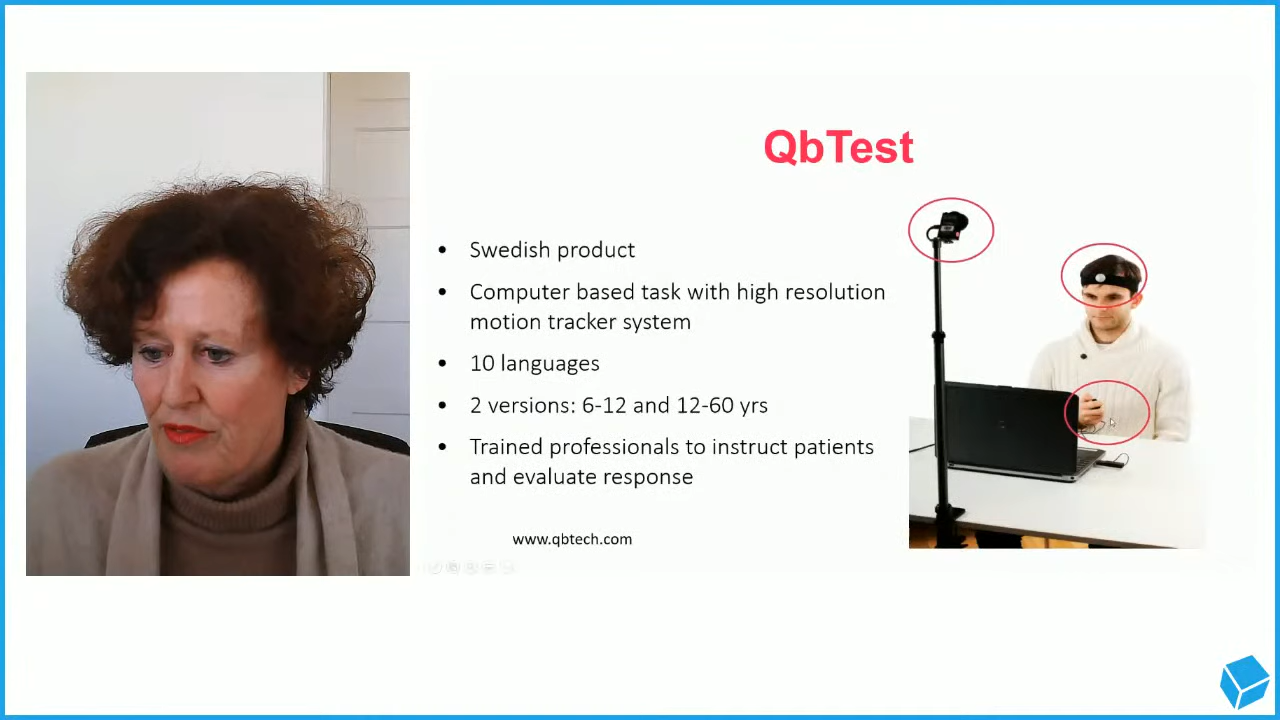 QbTest
• Swedish product
• Computer based task with high resolution
motion tracker system
• 10 languages
• 2 versions: 6-12 and 12-60 yrs
• Trained professionals to instruct patients
and evaluate response
www.qbtech.com